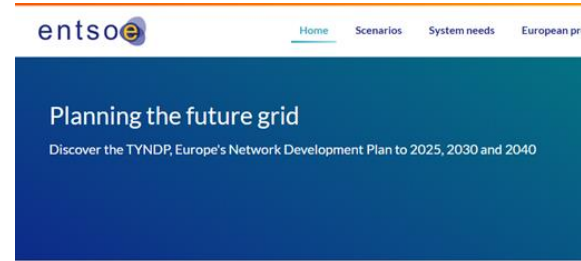 entsoe
Home Scenarios System needs European pr
Planning the future grid
Discover the TYNDP, Europe's Network Development Plan to 2025, 2030 and 2040